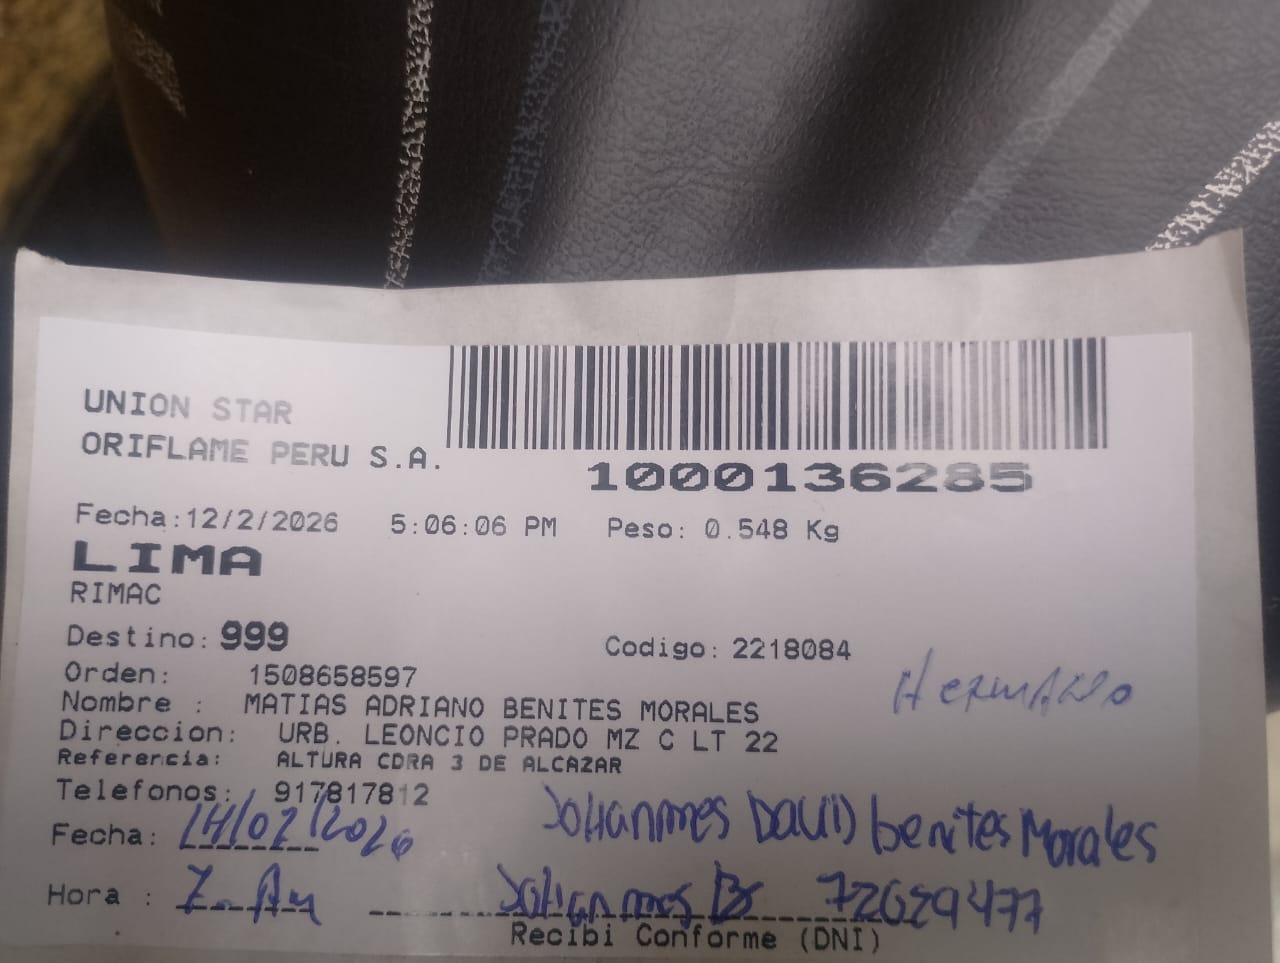 UNION STAR
ORIFLAME PERU S.A.
1000136285
Fecha:12/2/2026 5:06:06 PM Peso: 0.548 Kg
LIMA
RIMAC
Destino: 999 Codigo: 2218084
Orden: 1508658597
Hermano
Nombre : MATIAS ADRIANO BENITES MORALES
Direccion: URB. LEONCIO PRADO MZ C LT 22
Referencia: ALTURA CDRA 3 DE ALCAZAR
Telefonos: 917817812
Fecha: 14/02/2026 Johannes David benites Morales
Hora : 7 Am Johannes B 72629477
Recibi Conforme (DNI)